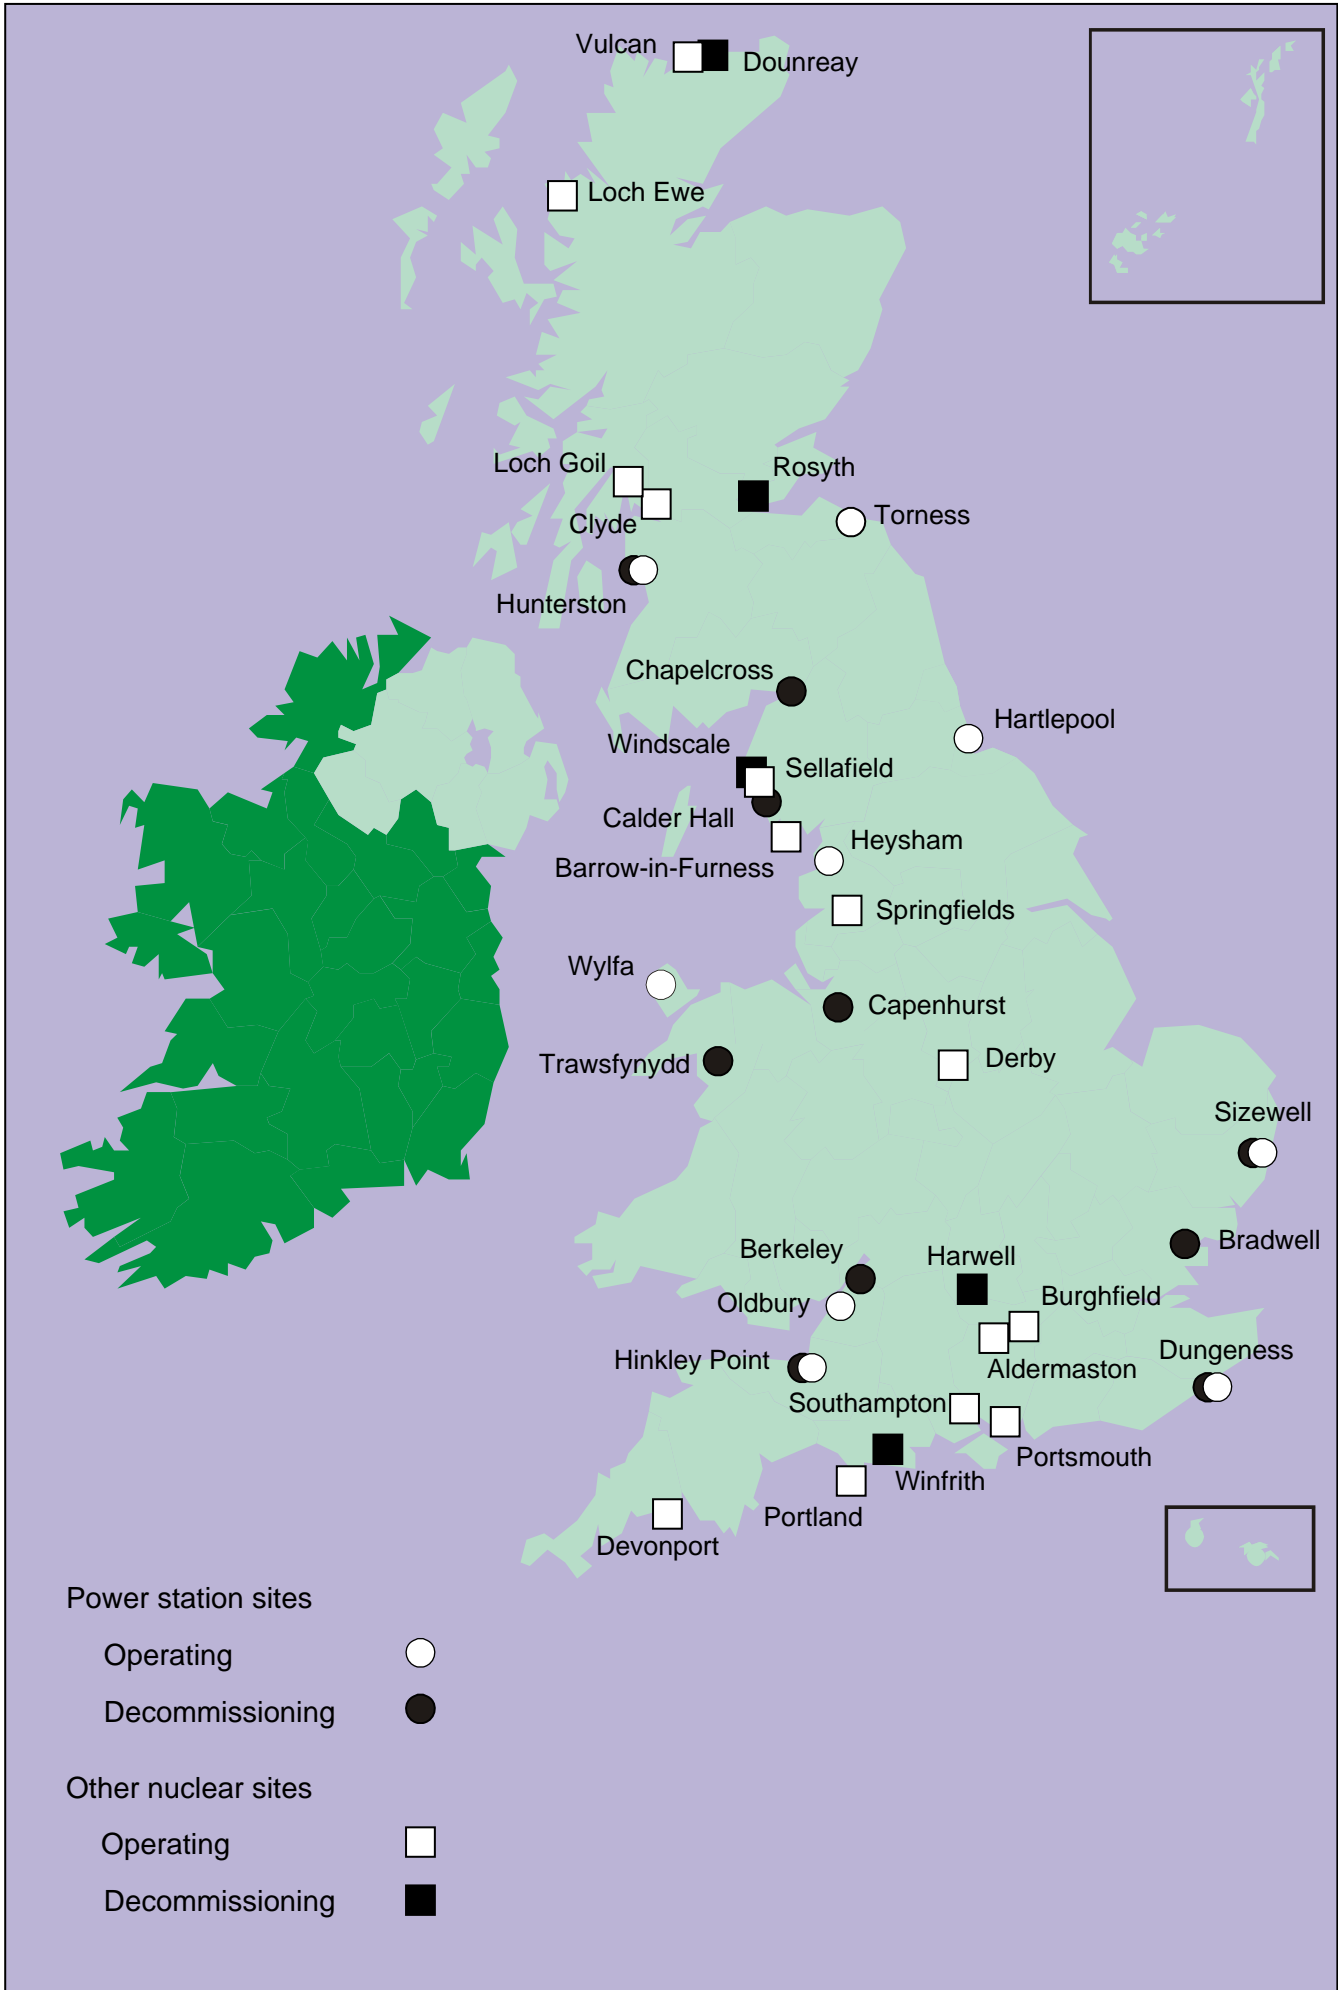 Vulcan
Dounreay
Loch Ewe
Loch Goil
Rosyth
Clyde
Torness
Hunterston
Chapelcross
Hartlepool
Windscale
Sellafield
Calder Hall
Heysham
Barrow-in-Furness
Springfields
Wylfa
Capenhurst
Trawsfynydd
Derby
Sizewell
Bradwell
Berkeley
Harwell
Oldbury
Burghfield
Hinkley Point
Dungeness
Aldermaston
Southampton
Portsmouth
Winfrith
Portland
Devonport
Power station sites
Operating
Decommissioning
Other nuclear sites
Operating
Decommissioning